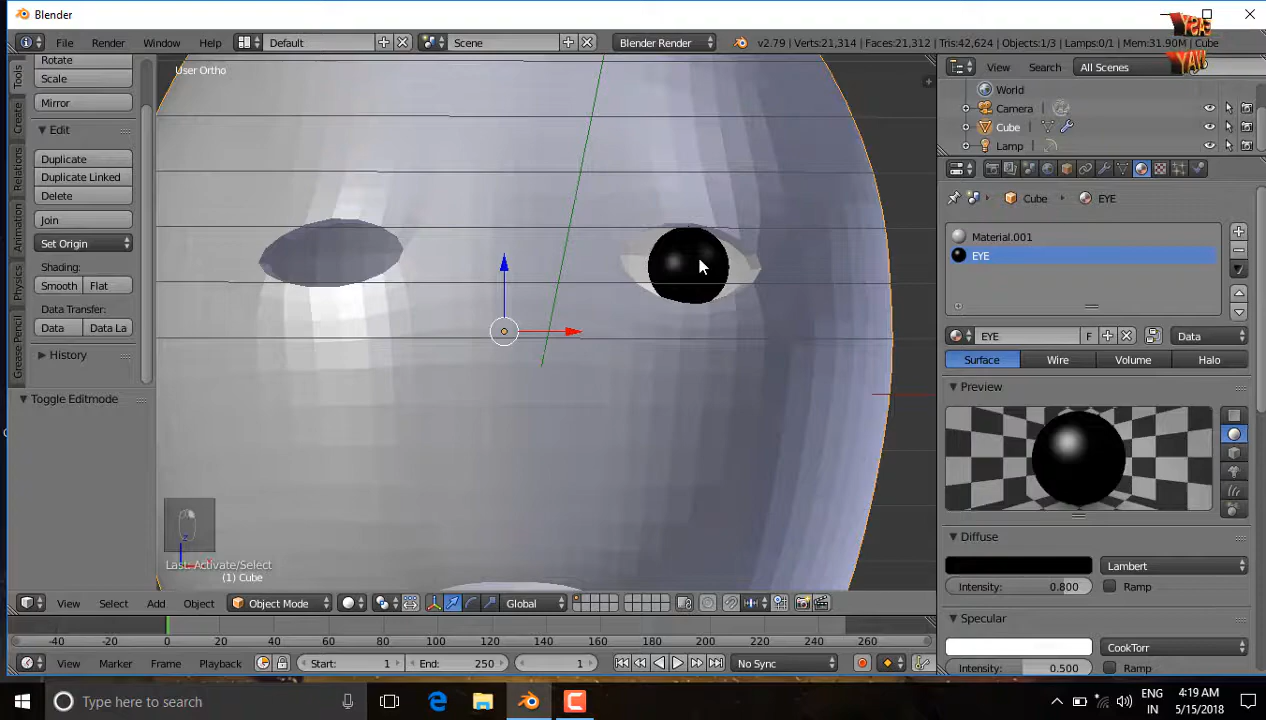 Blender
File Render Window Help Default Scene Blender Render v2.79 | Verts:21,314 | Faces:21,312 | Tris:42,624 | Objects:1/3 | Lamps:0/1 | Mem:31.90M | Cube
View Search All Scenes
World
Camera
Cube
Lamp
Tools
Create
Relations
Animation
Physics
Grease Pencil
Rotate
Scale
Mirror
Edit
Duplicate
Duplicate Linked
Delete
Join
Set Origin
Shading:
Smooth Flat
Data Transfer:
Data Data La
History
Toggle Editmode
User Ortho
Last: Activate/Select
(1) Cube
z
Cube EYE
Material.001
EYE
EYE F Data
Surface Wire Volume Halo
Preview
Diffuse
Lambert
Intensity: 0.800 Ramp
Specular
CookTorr
Intensity: 0.500 Ramp
View Select Add Object Object Mode Global
-40 -20 0 20 40 60 80 100 120 140 160 180 200 220 240 260
View Marker Frame Playback Start: 1 End: 250 1 No Sync
Type here to search
ENG
IN
4:19 AM
5/15/2018